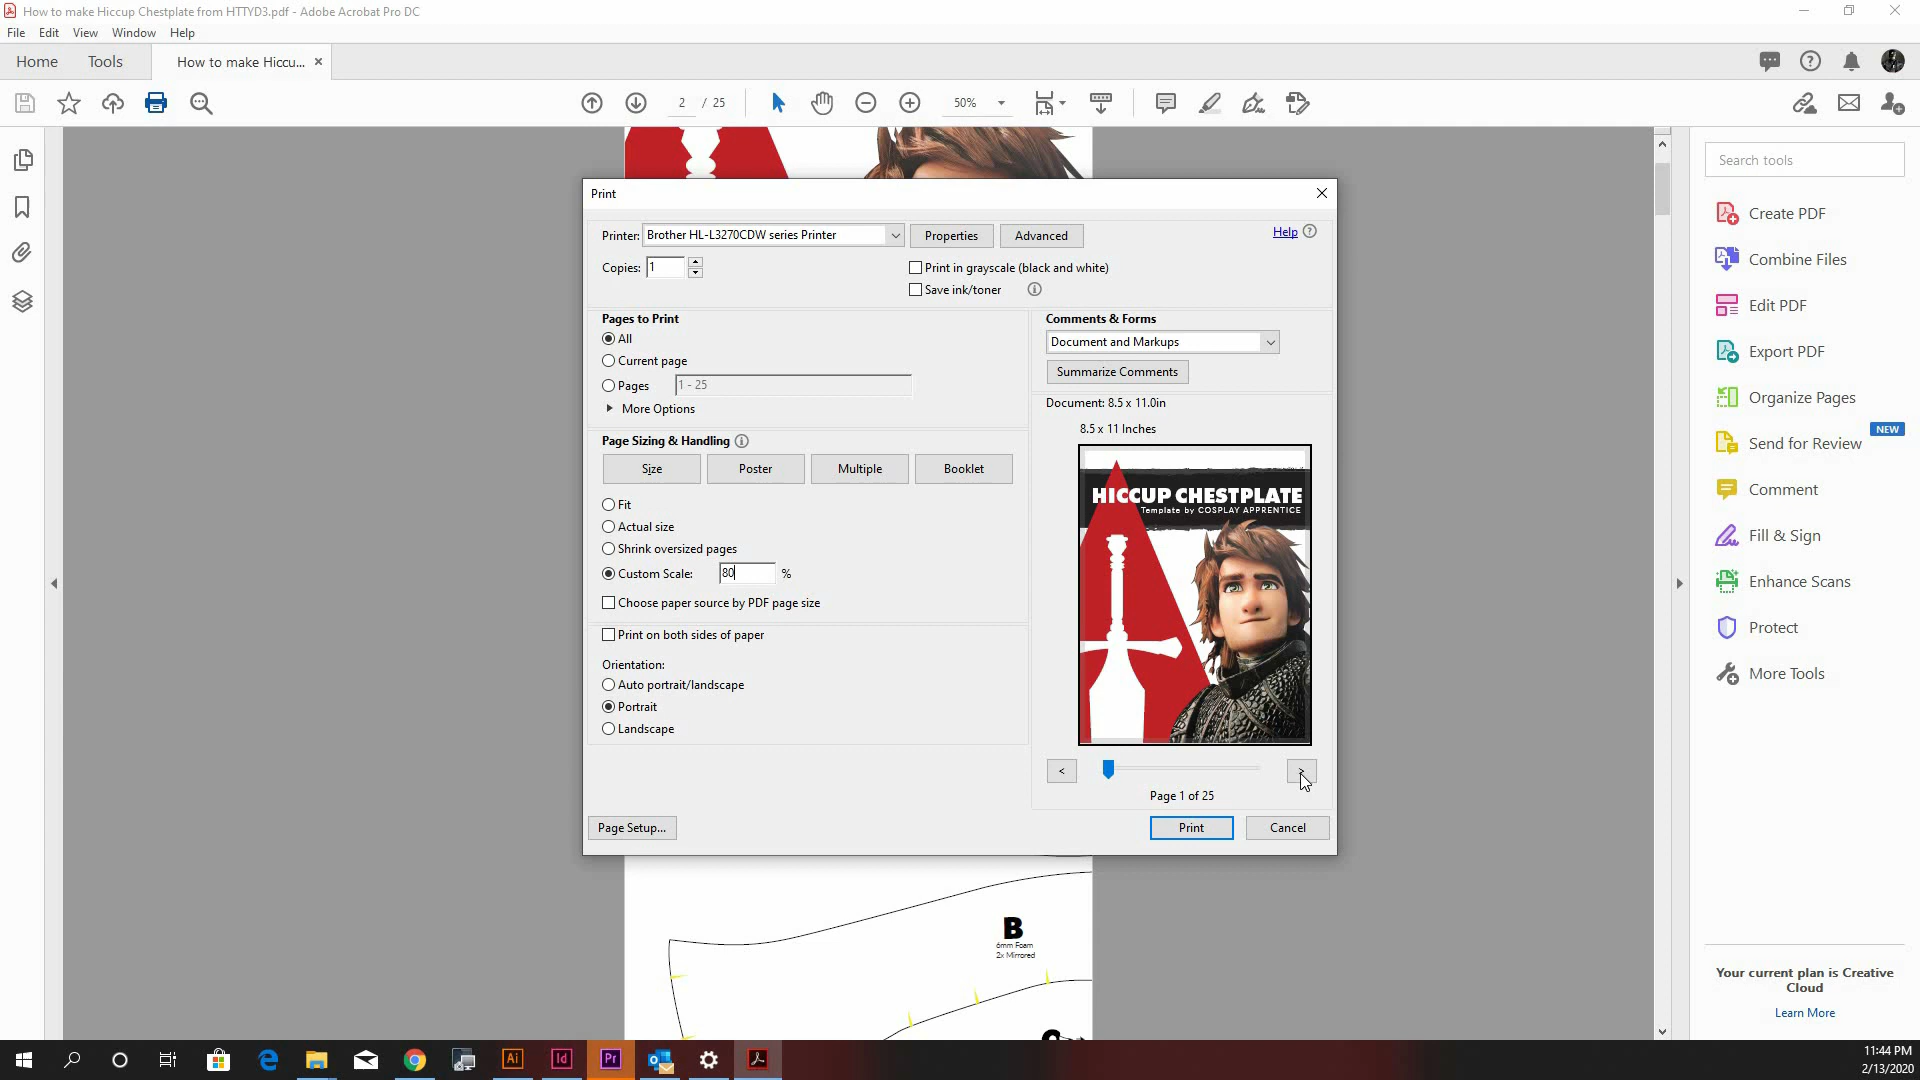 How to make Hiccup Chestplate from HTTYD3.pdf - Adobe Acrobat Pro DC
File Edit View Window Help
Home Tools How to make Hiccu... ×
2 / 25 50%
Search tools
Print
Printer: Brother HL-L3270CDW series Printer Properties Advanced Help
Copies: 1 Print in grayscale (black and white)
Save ink/toner
Pages to Print
All
Current page
Pages 1 - 25
More Options
Comments & Forms
Document and Markups
Summarize Comments
Document: 8.5 x 11.0in
8.5 x 11 Inches
Page Sizing & Handling
Size Poster Multiple Booklet
Fit
Actual size
Shrink oversized pages
Custom Scale: 80 %
Choose paper source by PDF page size
Print on both sides of paper
Orientation:
Auto portrait/landscape
Portrait
Landscape
HICCUP CHESTPLATE
Template by COSPLAY APPRENTICE
< >
Page 1 of 25
Page Setup... Print Cancel
B
6mm Foam
2x Mirrored
Create PDF
Combine Files
Edit PDF
Export PDF
Organize Pages
NEW
Send for Review
Comment
Fill & Sign
Enhance Scans
Protect
More Tools
Your current plan is Creative
Cloud
Learn More
Ai Id Pr
11:44 PM
2/13/2020